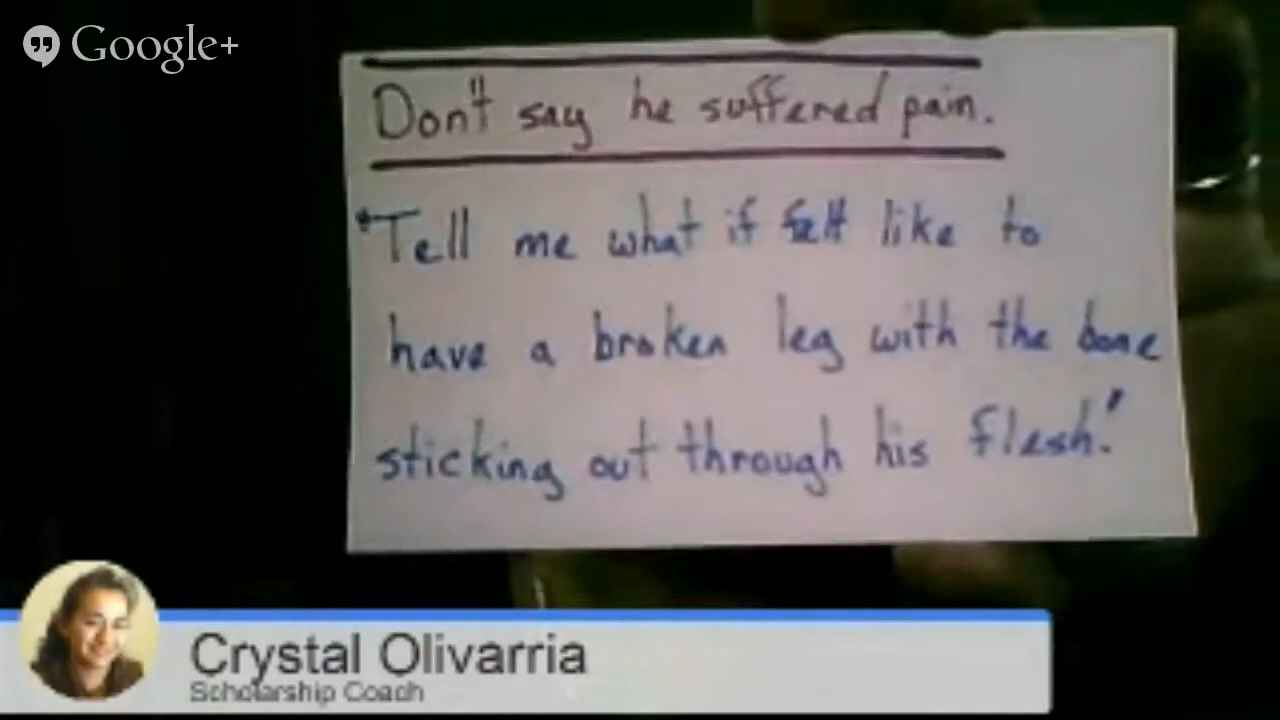 Google+
Don't say he suffered pain.
"Tell me what it felt like to
have a broken leg with the bone
sticking out through his flesh."
Crystal Olivarria
Scholarship Coach